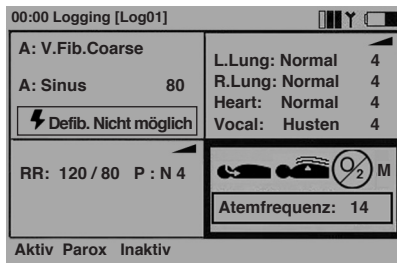 00:00 Logging [Log01]
A: V.Fib.Coarse
A: Sinus 80
Defib. Nicht möglich
L.Lung: Normal 4
R.Lung: Normal 4
Heart: Normal 4
Vocal: Husten 4
RR: 120 / 80 P : N 4
O2 M
Atemfrequenz: 14
Aktiv Parox Inaktiv